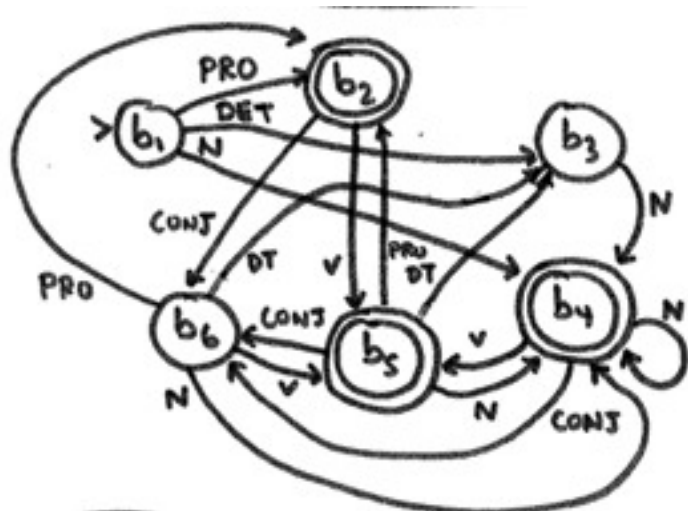 PRO
b2
> b1
DET
N
b3
CONJ
DT
V
PRO
DT
N
PRO
b6
CONJ
b5
V
b4
N
V
N
N
CONJ